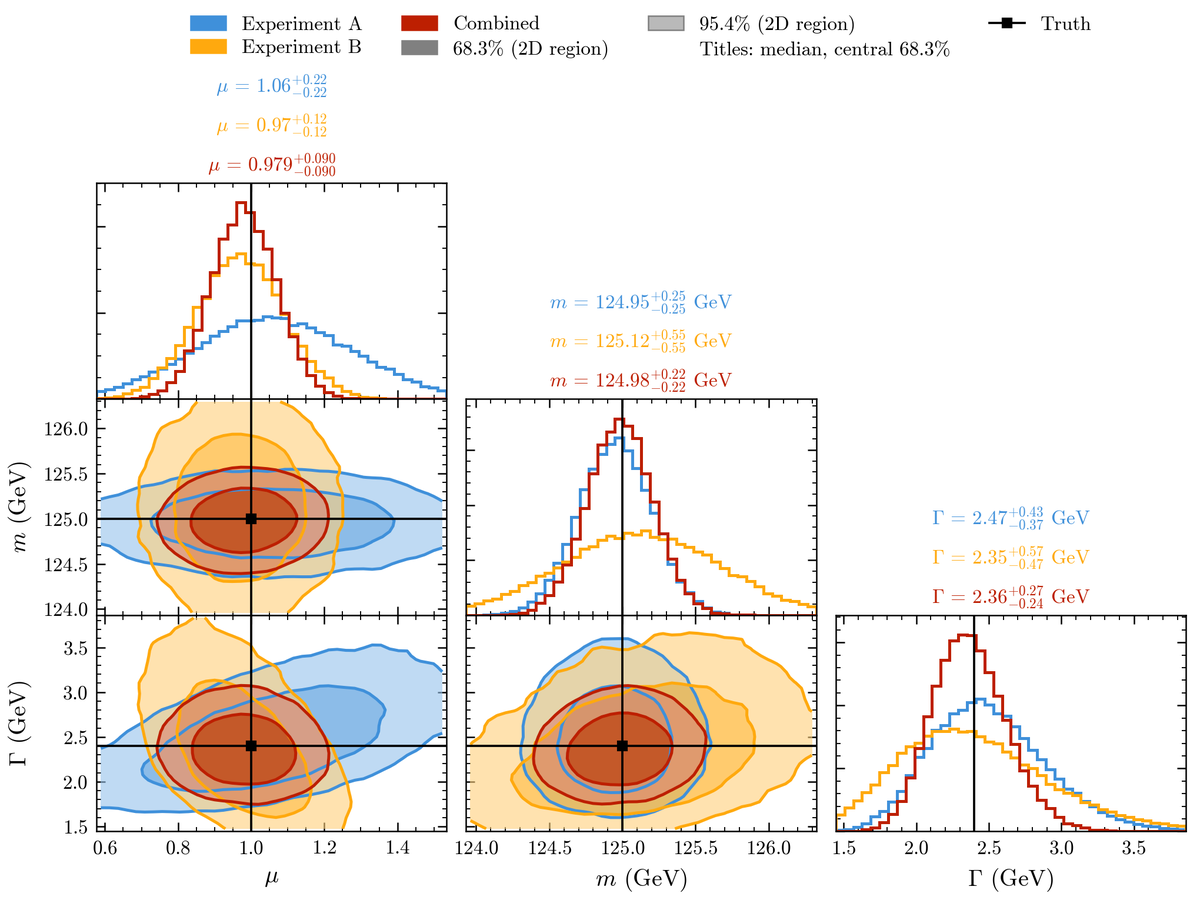 Experiment A
Experiment B
Combined
68.3% (2D region)
95.4% (2D region)
Titles: median, central 68.3%
Truth
μ = 1.06 +0.22 −0.22
μ = 0.97 +0.12 −0.12
μ = 0.979 +0.090 −0.090
m = 124.95 +0.25 −0.25 GeV
m = 125.12 +0.55 −0.55 GeV
m = 124.98 +0.22 −0.22 GeV
126.0
125.5
125.0
124.5
124.0
m (GeV)
Γ = 2.47 +0.43 −0.37 GeV
Γ = 2.35 +0.57 −0.47 GeV
Γ = 2.36 +0.27 −0.24 GeV
3.5
3.0
2.5
2.0
1.5
Γ (GeV)
0.6 0.8 1.0 1.2 1.4
μ
124.0 124.5 125.0 125.5 126.0
m (GeV)
1.5 2.0 2.5 3.0 3.5
Γ (GeV)